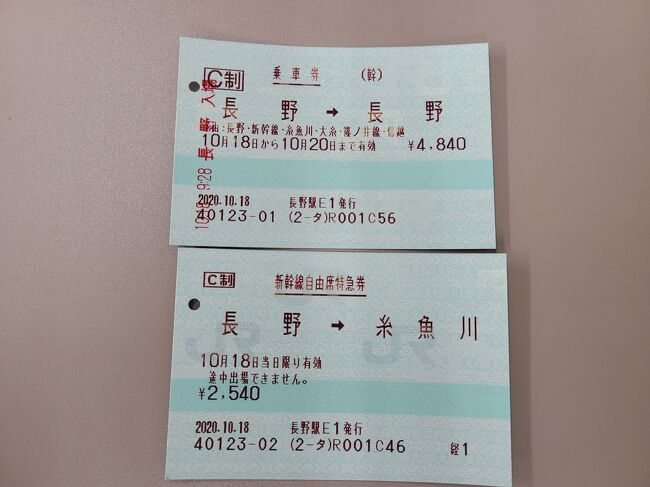 C制 乗車券 (幹)
長野 → 長野
経由:長野・新幹線・糸魚川・大糸・篠ノ井線・信越
10月18日から10月20日まで有効 ¥4,840
2020.10.18 長野駅E1発行
40123-01 (2-タ)R001C56
9:28 長野 入場
C制 新幹線自由席特急券
長野 → 糸魚川
10月18日当日限り有効
途中出場できません。
¥2,540
2020.10.18 長野駅E1発行
40123-02 (2-タ)R001C46 経1